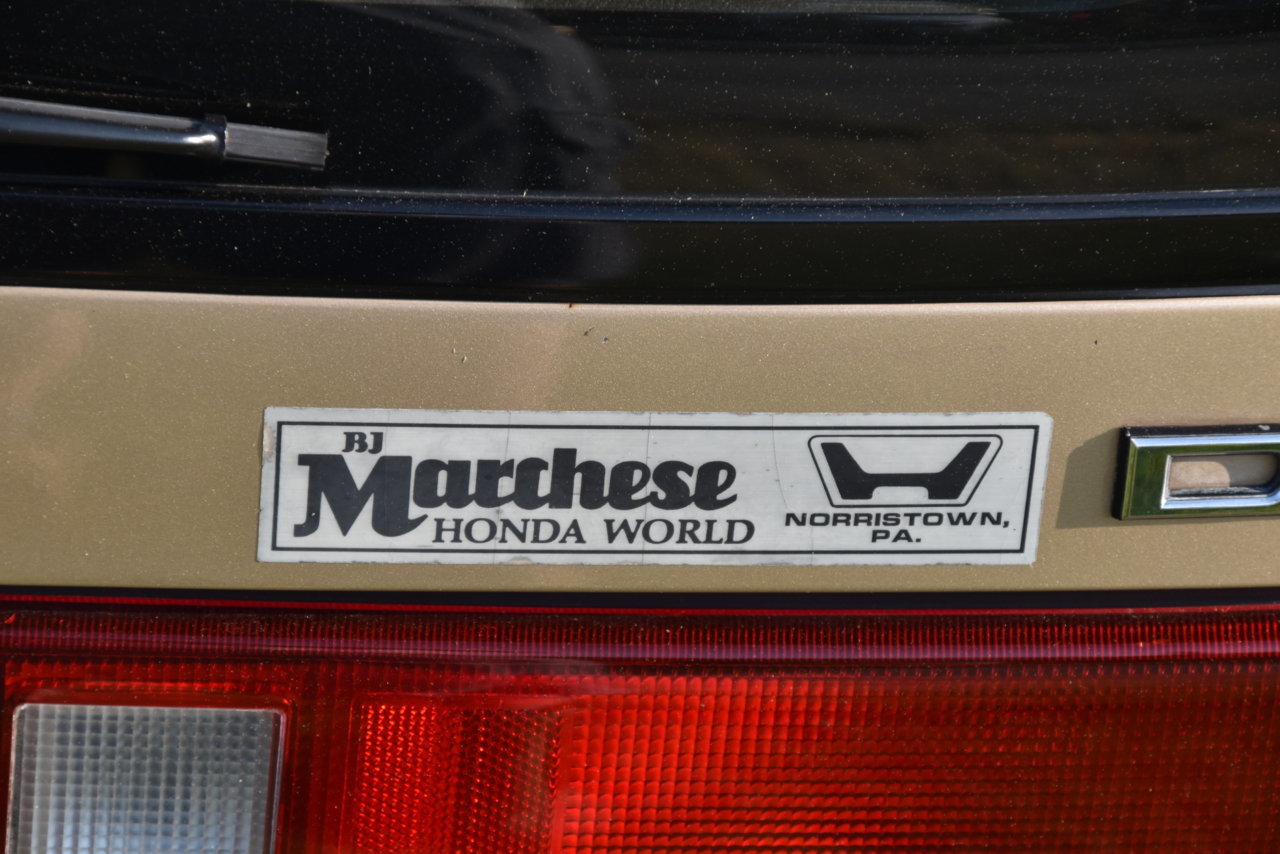 BJ
Marchese
HONDA WORLD
NORRISTOWN,
PA.